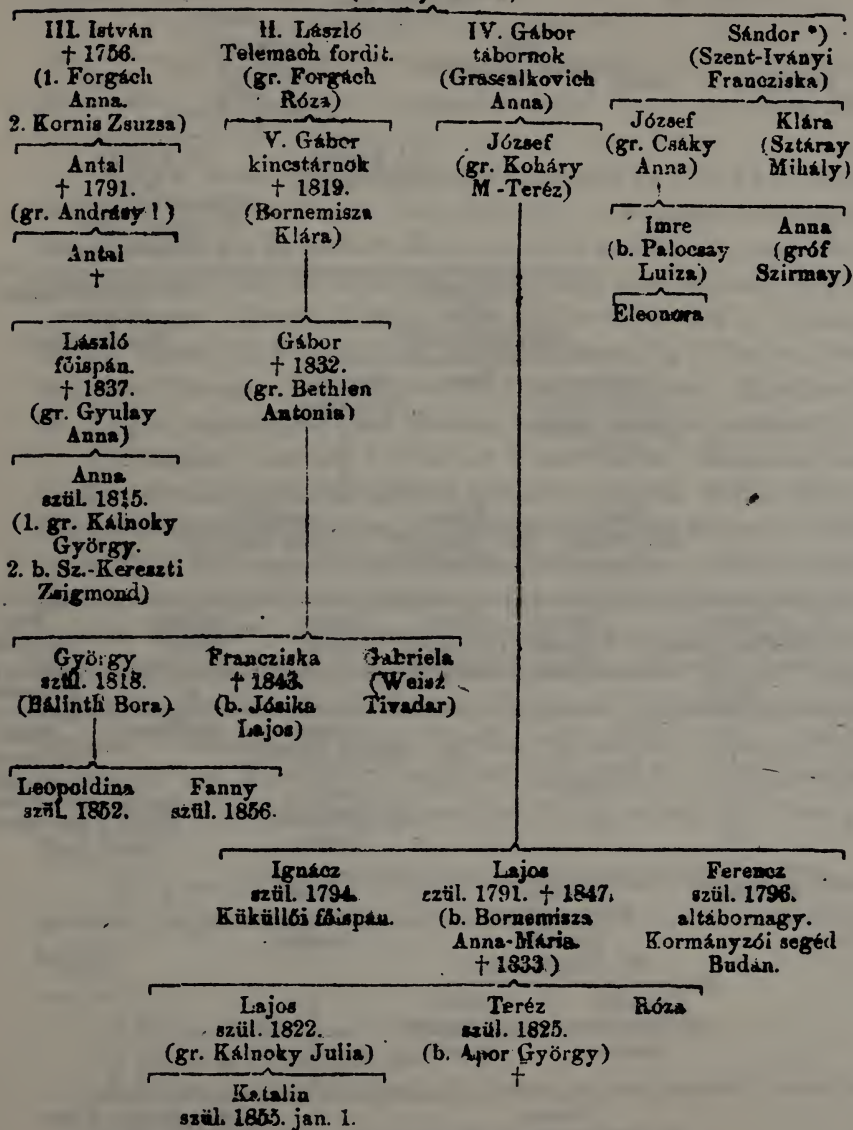 III. István
† 1756.
(1. Forgách
Anna.
2. Kornis Zsuzsa)
Antal
† 1791.
(gr. Andrásy !)
Antal
†
II. László
Telemach fordit.
(gr. Forgách
Róza)
V. Gábor
kincstárnok
† 1819.
(Bornemisza
Klára)
IV. Gábor
tábornok
(Grassalkovich
Anna)
József
(gr. Koháry
M -Teréz)
Sándor *)
(Szent-Iványi
Francziska)
József
(gr. Csáky
Anna)
Klára
(Sztáray
Mihály)
Imre
(b. Palocsay
Luiza)
Anna
(gróf
Szirmay)
Eleonora
László
főispán.
† 1837.
(gr. Gyulay
Anna)
Gábor
† 1832.
(gr. Bethlen
Antonia)
Anna
szül. 1815.
(1. gr. Kálnoky
György.
2. b. Sz.-Kereszti
Zsigmond)
György
szül. 1818.
(Bálinth Bora)
Francziska
† 1843.
(b. Jósika
Lajos)
Gabriela
(Weisz
Tivadar)
Leopoldina
szül. 1852.
Fanny
szül. 1856.
Ignácz
szül. 1794.
Küküllői főispán.
Lajos
szül. 1791. † 1847.
(b. Bornemisza
Anna-Mária
† 1833.)
Ferencz
szül. 1796.
altábornagy.
Kormányzói segéd
Budán.
Lajos
szül. 1822.
(gr. Kálnoky Julia)
Teréz
szül. 1825.
(b. Apor György)
†
Róza
Katalin
szül. 1855. jan. 1.